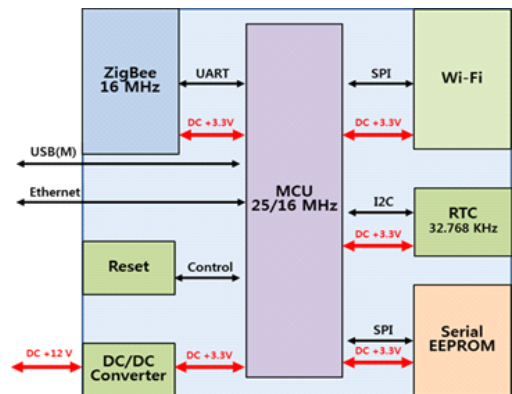 ZigBee
16 MHz
UART
DC +3.3V
USB(M)
Ethernet
Reset
Control
DC +12 V
DC/DC
Converter
DC +3.3V
MCU
25/16 MHz
SPI
DC +3.3V
Wi-Fi
I2C
DC +3.3V
RTC
32.768 KHz
SPI
DC +3.3V
Serial
EEPROM